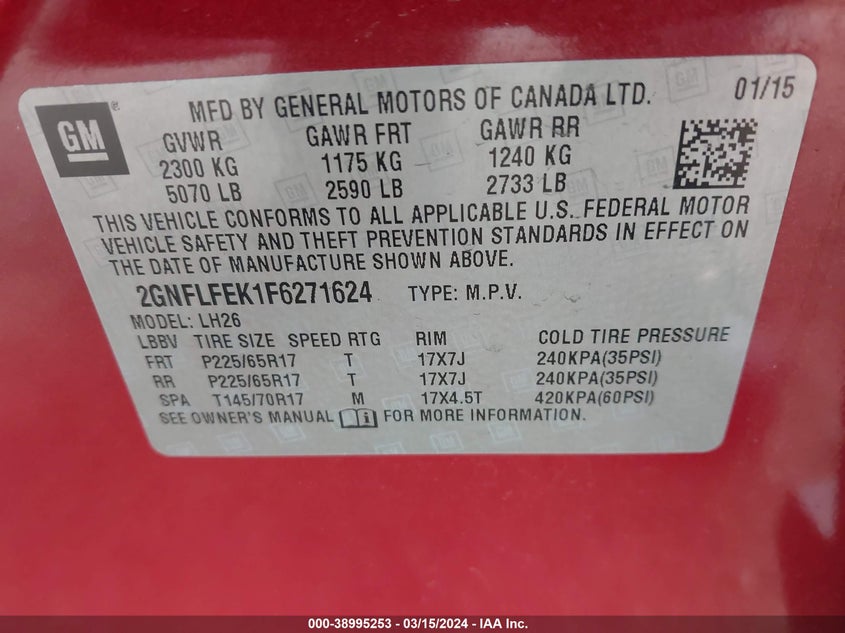 GM®
MFD BY GENERAL MOTORS OF CANADA LTD. 01/15
GVWR GAWR FRT GAWR RR
2300 KG 1175 KG 1240 KG
5070 LB 2590 LB 2733 LB
THIS VEHICLE CONFORMS TO ALL APPLICABLE U.S. FEDERAL MOTOR
VEHICLE SAFETY AND THEFT PREVENTION STANDARDS IN EFFECT ON
THE DATE OF MANUFACTURE SHOWN ABOVE.
2GNFLFEK1F6271624 TYPE: M.P.V.
MODEL: LH26
LBBV TIRE SIZE SPEED RTG RIM COLD TIRE PRESSURE
FRT P225/65R17 T 17X7J 240KPA(35PSI)
RR P225/65R17 T 17X7J 240KPA(35PSI)
SPA T145/70R17 M 17X4.5T 420KPA(60PSI)
SEE OWNER'S MANUAL i FOR MORE INFORMATION.
000-38995253 - 03/15/2024 - IAA Inc.